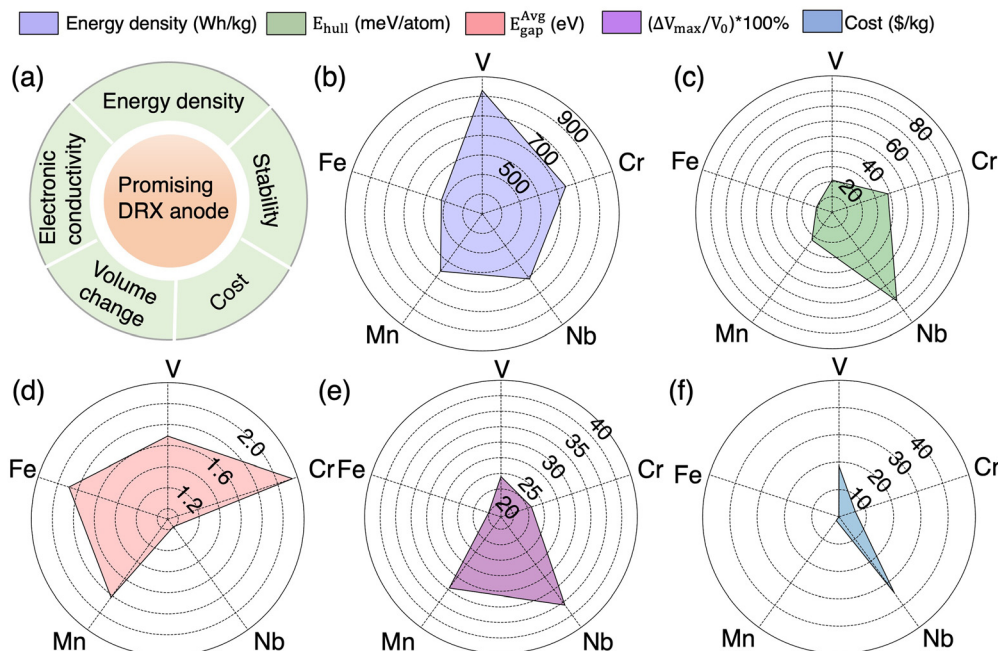 Energy density (Wh/kg)
E_hull (meV/atom)
E_gap^Avg (eV)
(ΔV_max/V_0)*100%
Cost ($/kg)
(a)
Energy density
Stability
Cost
Volume
change
Electronic
conductivity
Promising
DRX anode
(b)
V
Cr
Nb
Mn
Fe
500
700
900
(c)
V
Cr
Nb
Mn
Fe
20
40
60
80
(d)
V
Cr
Nb
Mn
Fe
1.2
1.6
2.0
(e)
V
Cr
Nb
Mn
Fe
20
25
30
35
40
(f)
V
Cr
Nb
Mn
Fe
10
20
30
40